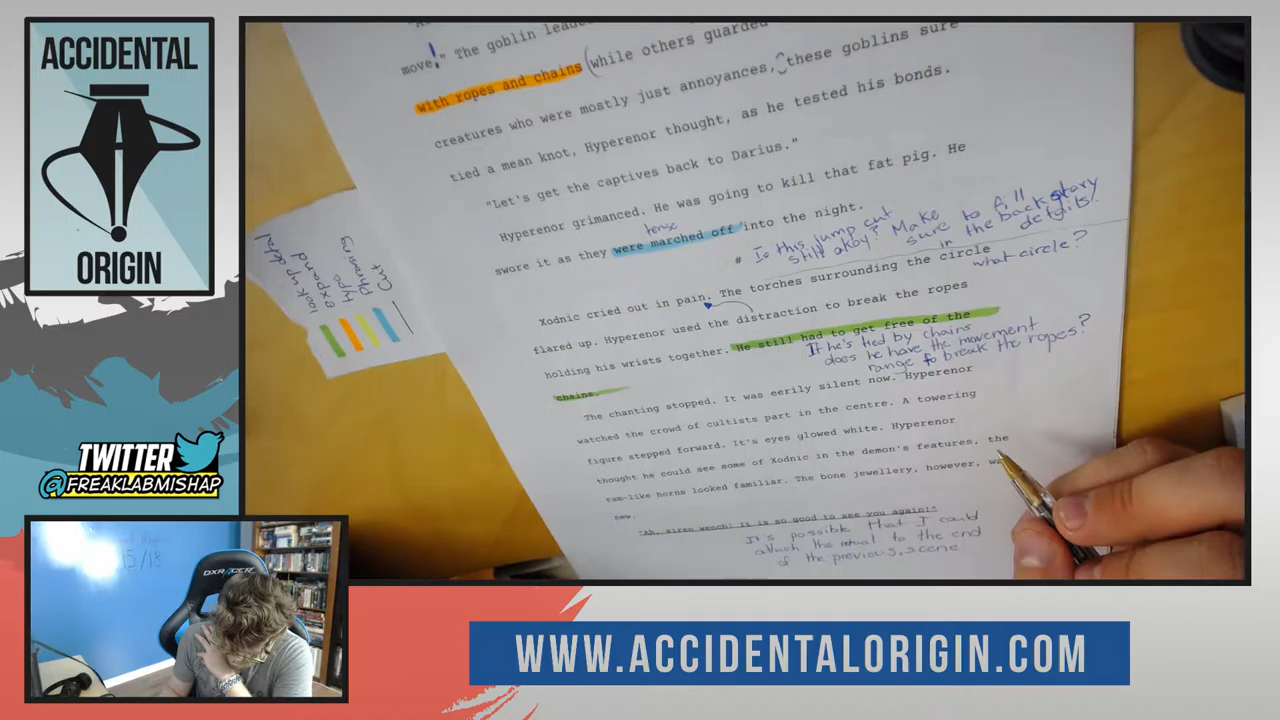 ACCIDENTAL
ORIGIN
move!" The goblin
with ropes and chains (while others guarded
creatures who were mostly just annoyances, these goblins sure
tied a mean knot, Hyperenor thought, as he tested his bonds.
"Let's get the captives back to Darius."
Hyperenor grimanced. He was going to kill that fat pig. He
tense
swore it as they were marched off into the night.
# Is this jump cut
still okay? Make
sure to fill
in the backstory
details!
Xodnic cried out in pain. The torches surrounding the circle
what circle?
flared up. Hyperenor used the distraction to break the ropes
holding his wrists together. He still had to get free of the
chains.
If he's tied by chains
does he have the movement
range to break the ropes?
The chanting stopped. It was eerily silent now. Hyperenor
watched the crowd of cultists part in the centre. A towering
figure stepped forward. It's eyes glowed white. Hyperenor
thought he could see some of Xodnic in the demon's features, the
ram-like horns looked familiar. The bone jewellery, however,
new.
"Ah, siren wench! It is so good to see you again!"
It's possible that I could
attach the to the end
of the previous scene
look up detail
expand
typo
Phrasing
Cut
TWITTER
@FREAKLABMISHAP
15/18
DXRACER
WWW.ACCIDENTALORIGIN.COM